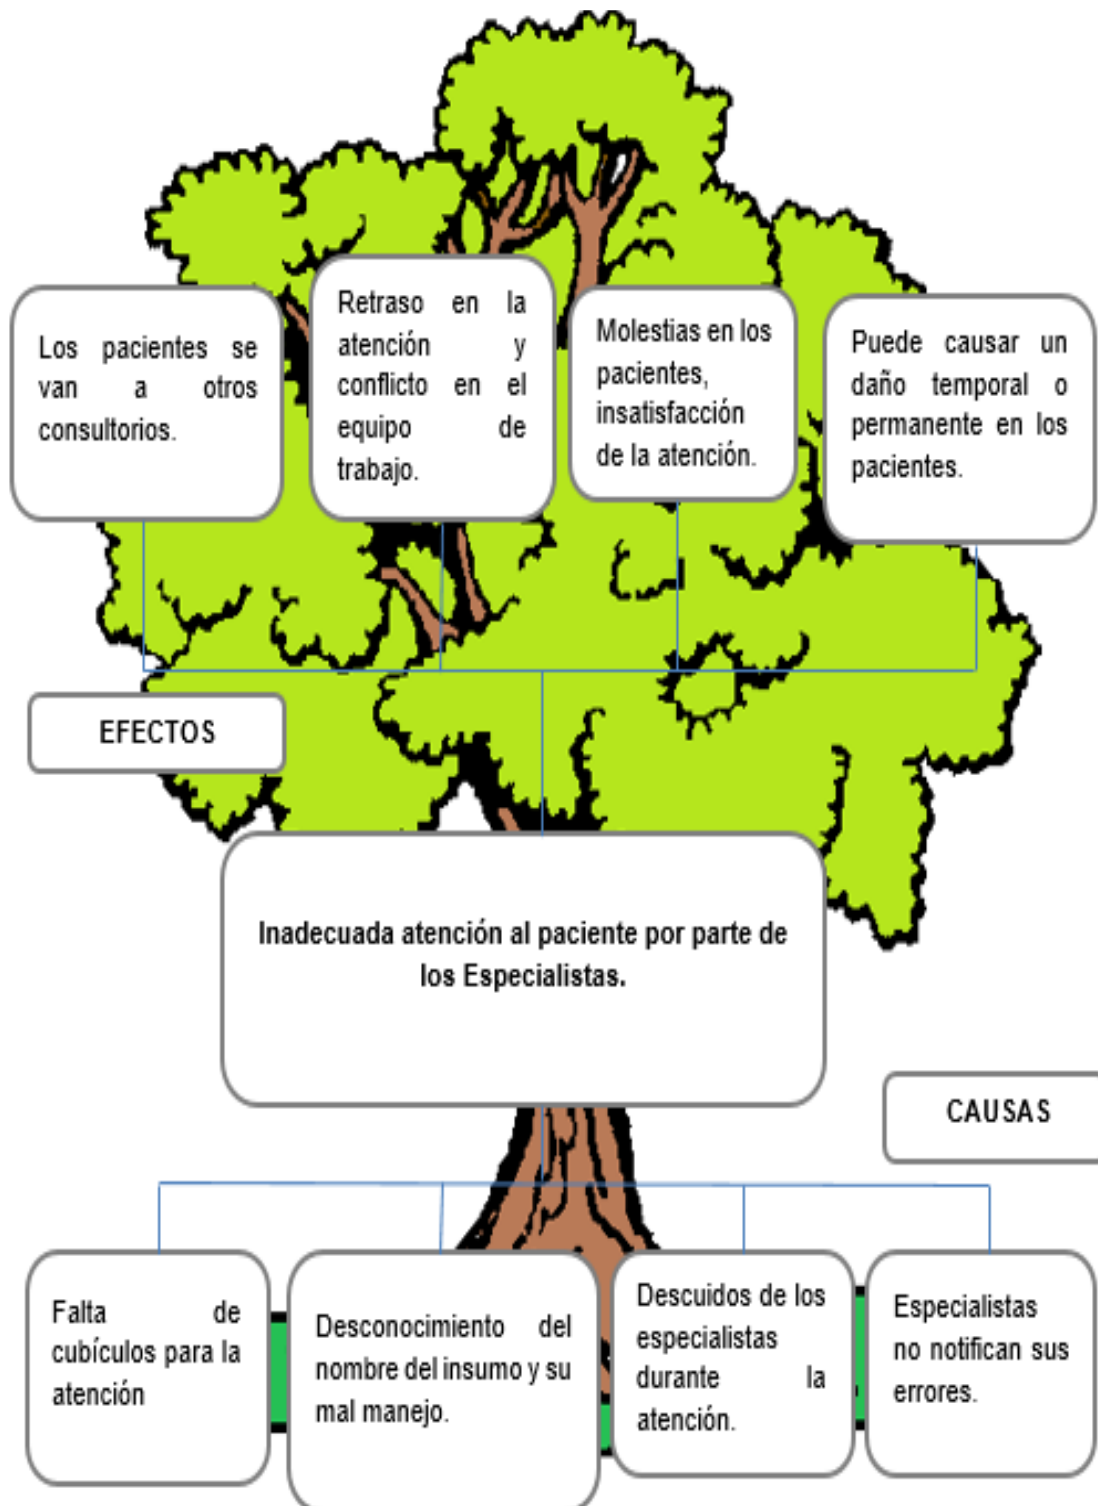 Los pacientes se
van a otros
consultorios.
Retraso en la
atención y
conflicto en el
equipo de
trabajo.
Molestias en los
pacientes,
insatisfacción
de la atención.
Puede causar un
daño temporal o
permanente en los
pacientes.
EFECTOS
Inadecuada atención al paciente por parte de
los Especialistas.
CAUSAS
Falta de
cubículos para la
atención
Desconocimiento del
nombre del insumo y su
mal manejo.
Descuidos de los
especialistas
durante la
atención.
Especialistas
no notifican sus
errores.